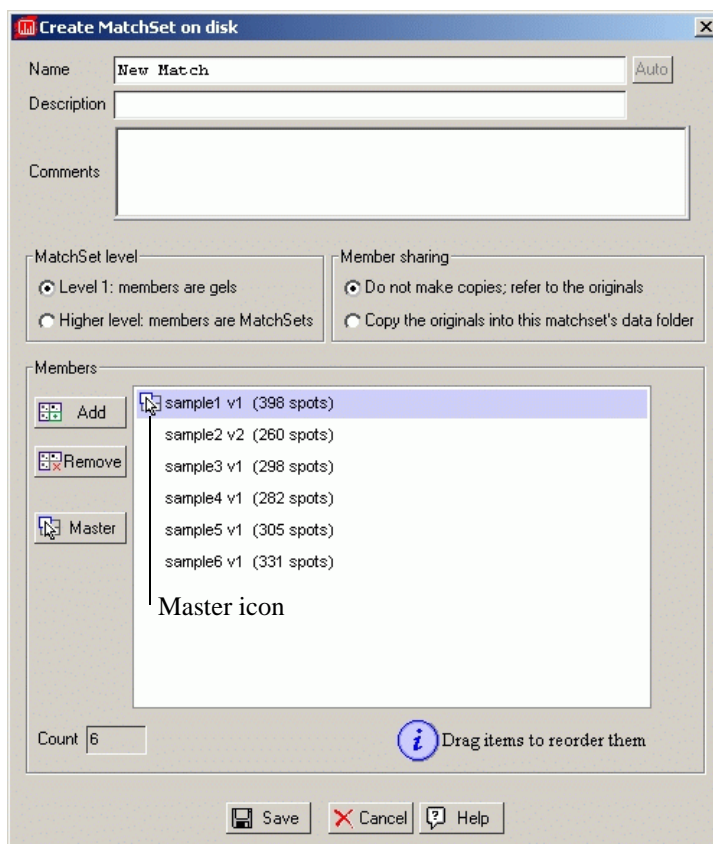 Create MatchSet on disk
Name New Match Auto
Description
Comments
MatchSet level
Level 1: members are gels
Higher level: members are MatchSets
Member sharing
Do not make copies; refer to the originals
Copy the originals into this matchset's data folder
Members
Add
Remove
Master
sample1 v1 (398 spots)
sample2 v2 (260 spots)
sample3 v1 (298 spots)
sample4 v1 (282 spots)
sample5 v1 (305 spots)
sample6 v1 (331 spots)
Master icon
Count 6
i Drag items to reorder them
Save Cancel ? Help